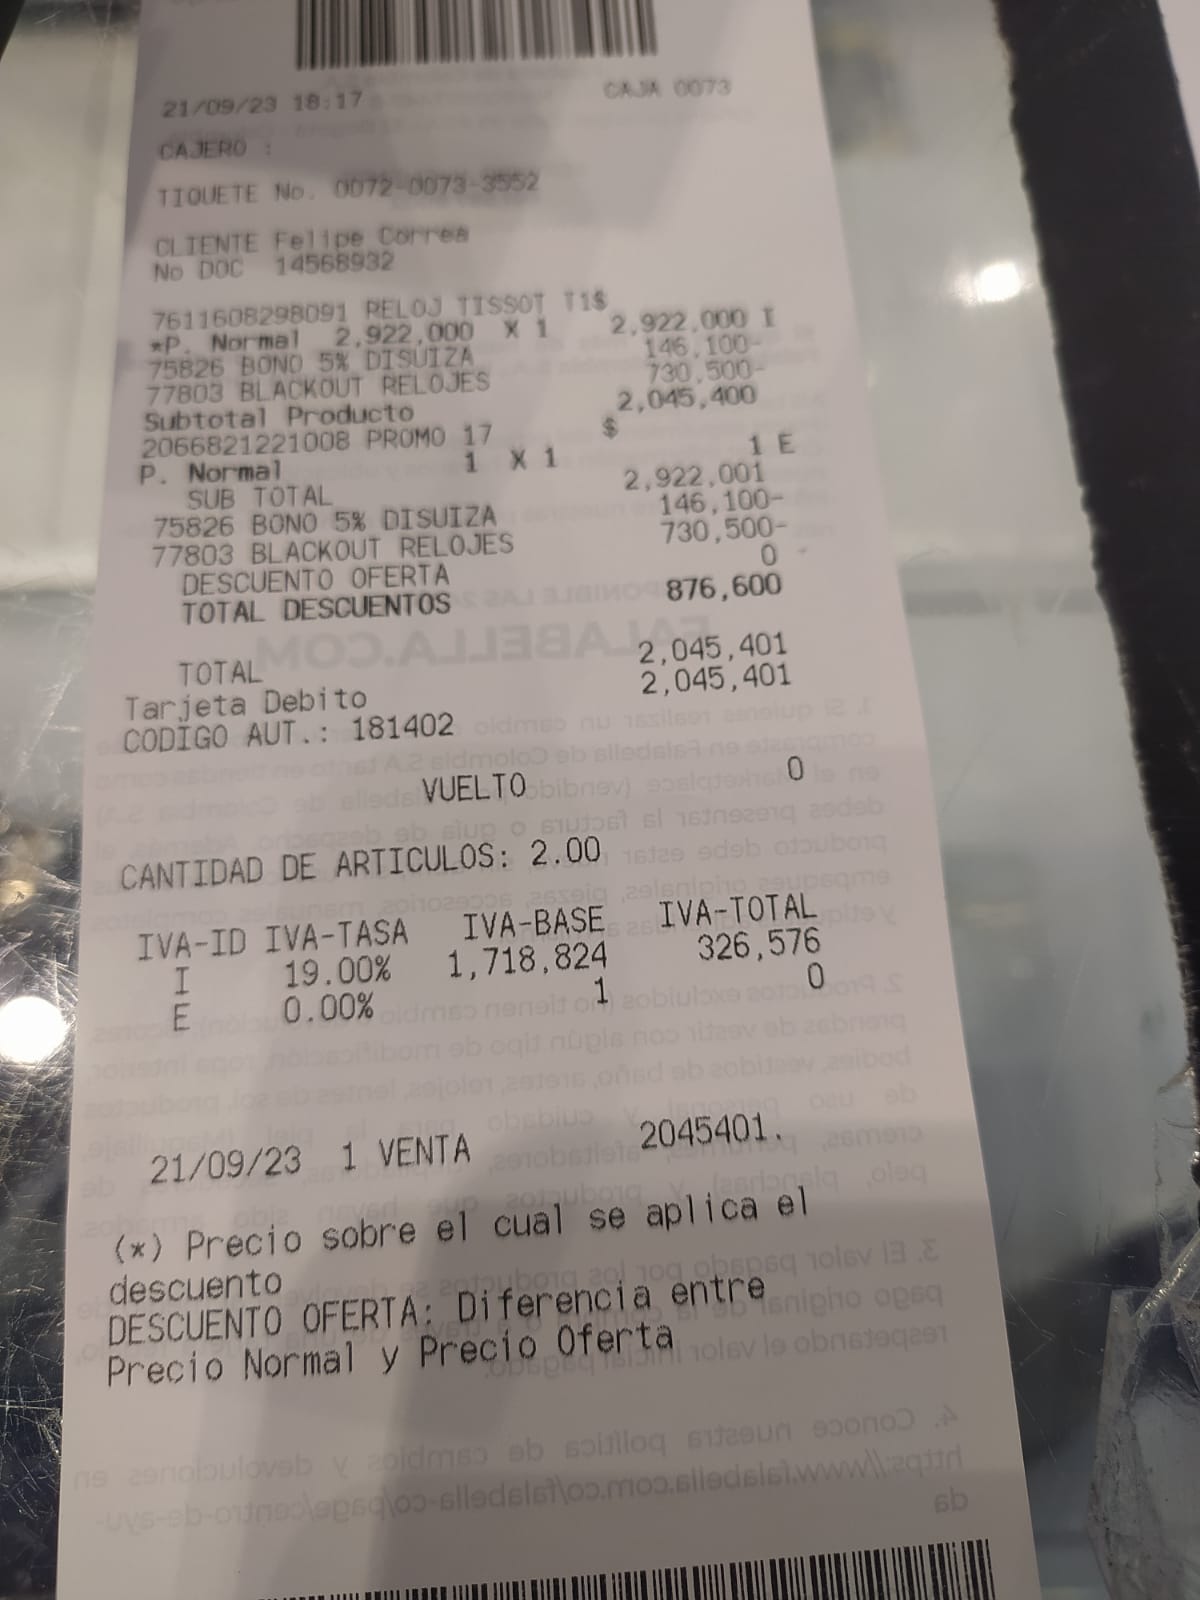 21/09/23 18:17 CAJA 0073
CAJERO :
TIQUETE No. 0072-0073-3552
CLIENTE Felipe Correa
No DOC 14568932
7611608298091 RELOJ TISSOT T1$
*P. Normal 2,922,000 X 1 2,922,000 I
75826 BONO 5% DISUIZA 146,100-
77803 BLACKOUT RELOJES 730,500-
Subtotal Producto 2,045,400
2066821221008 PROMO 17 $
P. Normal 1 X 1 1 E
SUB TOTAL 2,922,001
75826 BONO 5% DISUIZA 146,100-
77803 BLACKOUT RELOJES 730,500-
DESCUENTO OFERTA 0
TOTAL DESCUENTOS 876,600
TOTAL 2,045,401
Tarjeta Debito 2,045,401
CODIGO AUT.: 181402
VUELTO 0
CANTIDAD DE ARTICULOS: 2.00
IVA-ID IVA-TASA IVA-BASE IVA-TOTAL
I 19.00% 1,718,824 326,576
E 0.00% 1 0
21/09/23 1 VENTA 2045401.
(*) Precio sobre el cual se aplica el
descuento
DESCUENTO OFERTA: Diferencia entre
Precio Normal y Precio Oferta